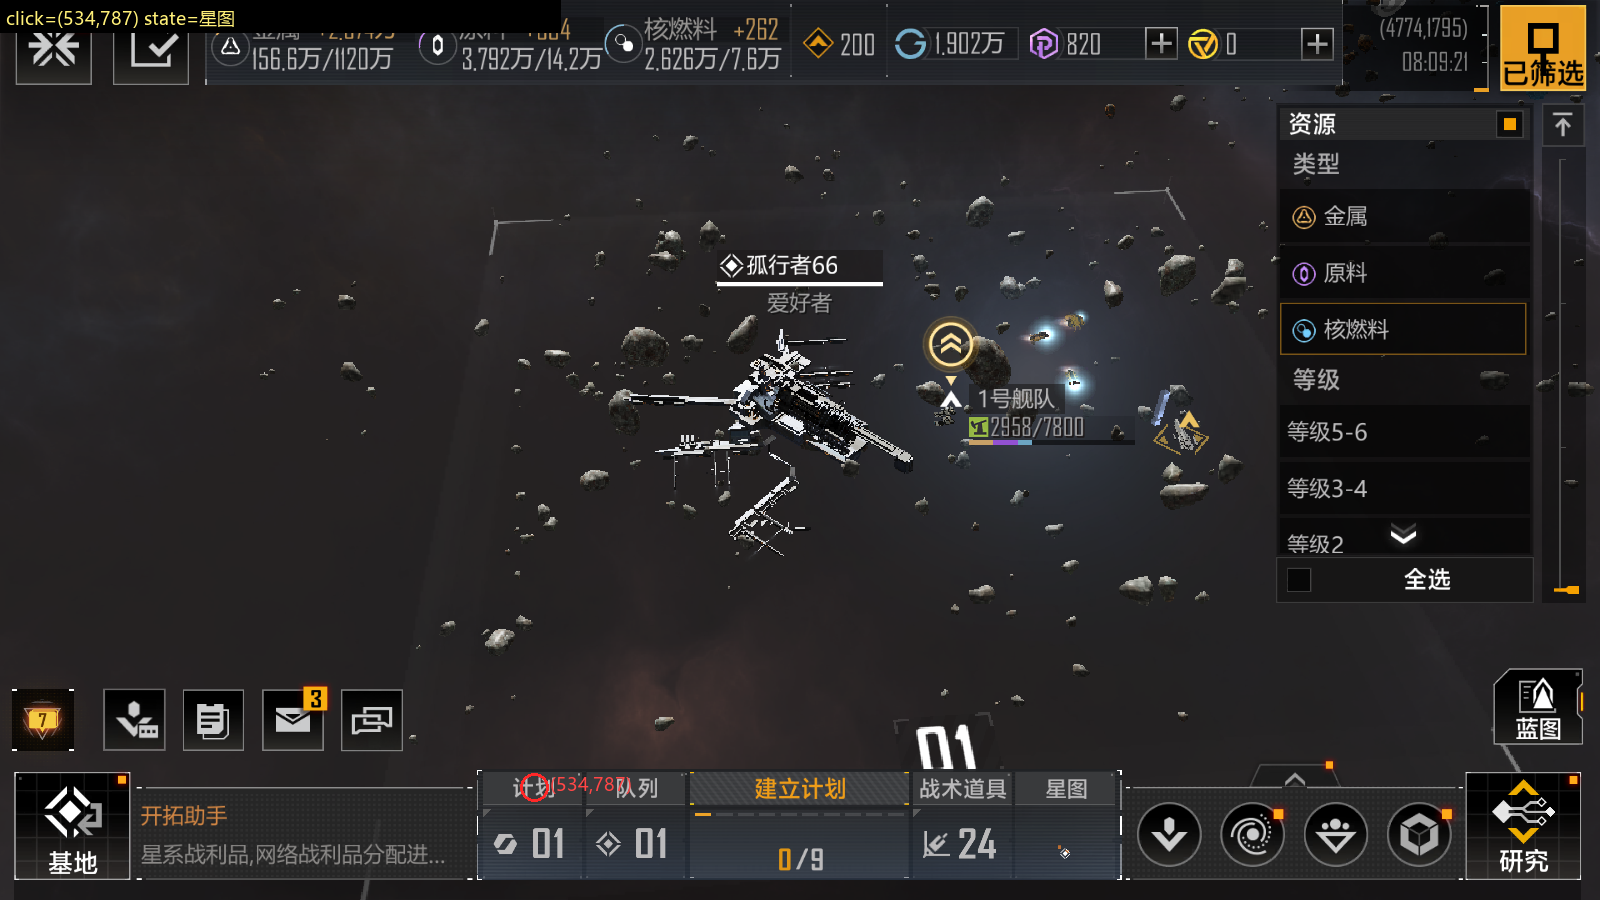 click=(534,787) state=星图
156.6万/1120万
3.792万/14.2万
核燃料 +262
2.626万/7.6万
200
1.902万
820
0
(4774,1795)
08:09:21
已筛选
资源
类型
金属
原料
核燃料
等级
等级5-6
等级3-4
等级2
全选
孤行者66
爱好者
1号舰队
2958/7800
蓝图
7
3
01
计划
(534,787)
队列
建立计划
战术道具
星图
01
01
0/9
24
基地
开拓助手
星系战利品,网络战利品分配进...
研究